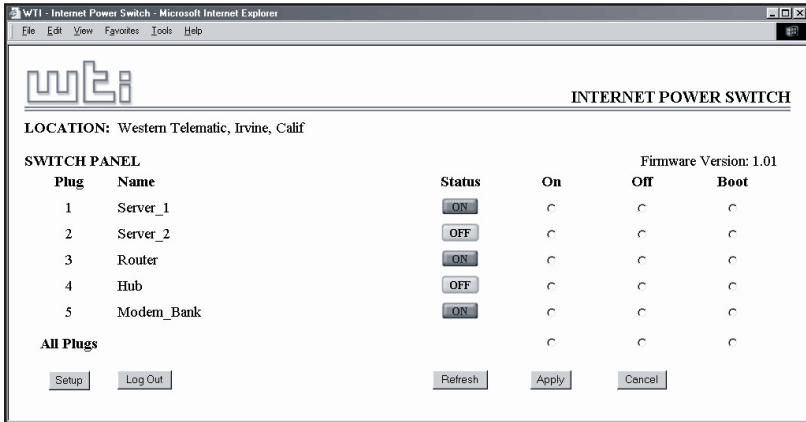 WTI - Internet Power Switch - Microsoft Internet Explorer
File Edit View Favorites Tools Help
wti
INTERNET POWER SWITCH
LOCATION: Western Telematic, Irvine, Calif
SWITCH PANEL Firmware Version: 1.01
Plug Name Status On Off Boot
1 Server_1 ON
2 Server_2 OFF
3 Router ON
4 Hub OFF
5 Modem_Bank ON
All Plugs
Setup Log Out Refresh Apply Cancel